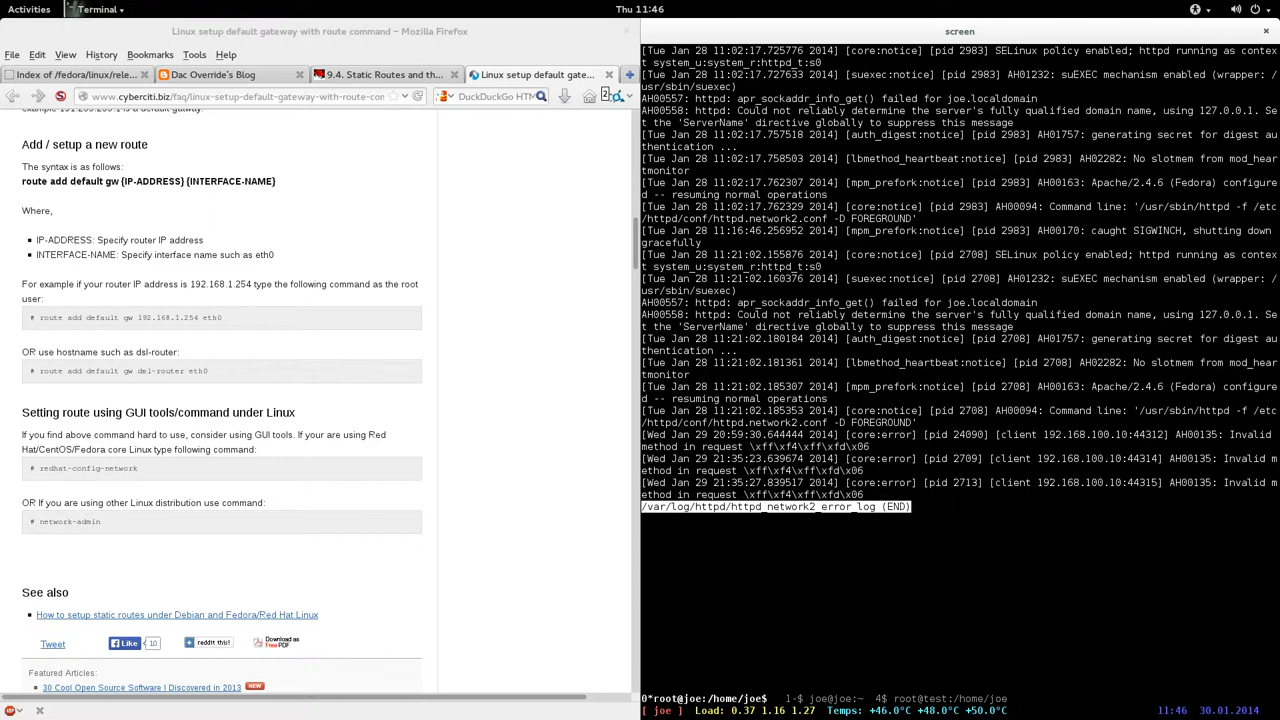 Activities Terminal Thu 11:46
Linux setup default gateway with route command – Mozilla Firefox
File Edit View History Bookmarks Tools Help
Index of /fedora/linux/rele... Dac Override's Blog 9.4. Static Routes and th... Linux setup default gate...
www.cyberciti.biz/faq/linux-setup-default-gateway-with-route-con DuckDuckGo HTM
Add / setup a new route
The syntax is as follows:
route add default gw {IP-ADDRESS} {INTERFACE-NAME}
Where,
IP-ADDRESS: Specify router IP address
INTERFACE-NAME: Specify interface name such as eth0
For example if your router IP address is 192.168.1.254 type the following command as the root
user:
# route add default gw 192.168.1.254 eth0
OR use hostname such as dsl-router:
# route add default gw dsl-router eth0
Setting route using GUI tools/command under Linux
If you find above command hard to use, consider using GUI tools. If your are using Red
Hat/CentOS/Fedora core Linux type following command:
# redhat-config-network
OR If you are using other Linux distribution use command:
# network-admin
See also
How to setup static routes under Debian and Fedora/Red Hat Linux
Tweet Like 10 reddit this! Download as PDF
Featured Articles:
30 Cool Open Source Software I Discovered in 2013 NEW
screen
[Tue Jan 28 11:02:17.725776 2014] [core:notice] [pid 2983] SELinux policy enabled; httpd running as contex
t system_u:system_r:httpd_t:s0
[Tue Jan 28 11:02:17.727633 2014] [suexec:notice] [pid 2983] AH01232: suEXEC mechanism enabled (wrapper: /
usr/sbin/suexec)
AH00557: httpd: apr_sockaddr_info_get() failed for joe.localdomain
AH00558: httpd: Could not reliably determine the server's fully qualified domain name, using 127.0.0.1. Se
t the 'ServerName' directive globally to suppress this message
[Tue Jan 28 11:02:17.757518 2014] [auth_digest:notice] [pid 2983] AH01757: generating secret for digest au
thentication ...
[Tue Jan 28 11:02:17.758503 2014] [lbmethod_heartbeat:notice] [pid 2983] AH02282: No slotmem from mod_hear
tmonitor
[Tue Jan 28 11:02:17.762307 2014] [mpm_prefork:notice] [pid 2983] AH00163: Apache/2.4.6 (Fedora) configure
d -- resuming normal operations
[Tue Jan 28 11:02:17.762329 2014] [core:notice] [pid 2983] AH00094: Command line: '/usr/sbin/httpd -f /etc
/httpd/conf/httpd.network2.conf -D FOREGROUND'
[Tue Jan 28 11:16:46.256952 2014] [mpm_prefork:notice] [pid 2983] AH00170: caught SIGWINCH, shutting down
gracefully
[Tue Jan 28 11:21:02.155876 2014] [core:notice] [pid 2708] SELinux policy enabled; httpd running as contex
t system_u:system_r:httpd_t:s0
[Tue Jan 28 11:21:02.160376 2014] [suexec:notice] [pid 2708] AH01232: suEXEC mechanism enabled (wrapper: /
usr/sbin/suexec)
AH00557: httpd: apr_sockaddr_info_get() failed for joe.localdomain
AH00558: httpd: Could not reliably determine the server's fully qualified domain name, using 127.0.0.1. Se
t the 'ServerName' directive globally to suppress this message
[Tue Jan 28 11:21:02.180184 2014] [auth_digest:notice] [pid 2708] AH01757: generating secret for digest au
thentication ...
[Tue Jan 28 11:21:02.181361 2014] [lbmethod_heartbeat:notice] [pid 2708] AH02282: No slotmem from mod_hear
tmonitor
[Tue Jan 28 11:21:02.185307 2014] [mpm_prefork:notice] [pid 2708] AH00163: Apache/2.4.6 (Fedora) configure
d -- resuming normal operations
[Tue Jan 28 11:21:02.185353 2014] [core:notice] [pid 2708] AH00094: Command line: '/usr/sbin/httpd -f /etc
/httpd/conf/httpd.network2.conf -D FOREGROUND'
[Wed Jan 29 20:59:30.644444 2014] [core:error] [pid 24090] [client 192.168.100.10:44312] AH00135: Invalid
method in request \xff\xf4\xff\xfd\x06
[Wed Jan 29 21:35:23.639674 2014] [core:error] [pid 2709] [client 192.168.100.10:44314] AH00135: Invalid m
ethod in request \xff\xf4\xff\xfd\x06
[Wed Jan 29 21:35:27.839517 2014] [core:error] [pid 2713] [client 192.168.100.10:44315] AH00135: Invalid m
ethod in request \xff\xf4\xff\xfd\x06
/var/log/httpd/httpd_network2_error_log (END)
0*root@joe:/home/joe$ 1-$ joe@joe:~ 4$ root@test:/home/joe
[ joe ] Load: 0.37 1.16 1.27 Temps: +46.0°C +48.0°C +50.0°C 11:46 30.01.2014